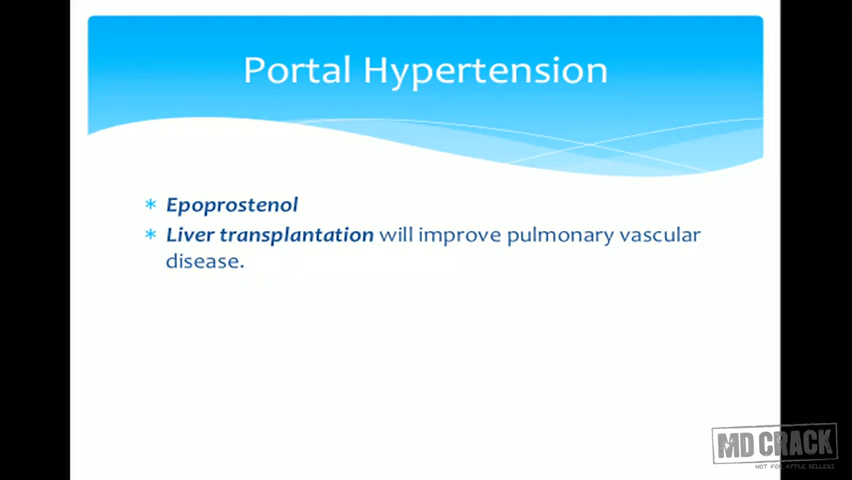 Portal Hypertension
* Epoprostenol
* Liver transplantation will improve pulmonary vascular
disease.
MD CRACK
NOT FOR APPLE SELLERS